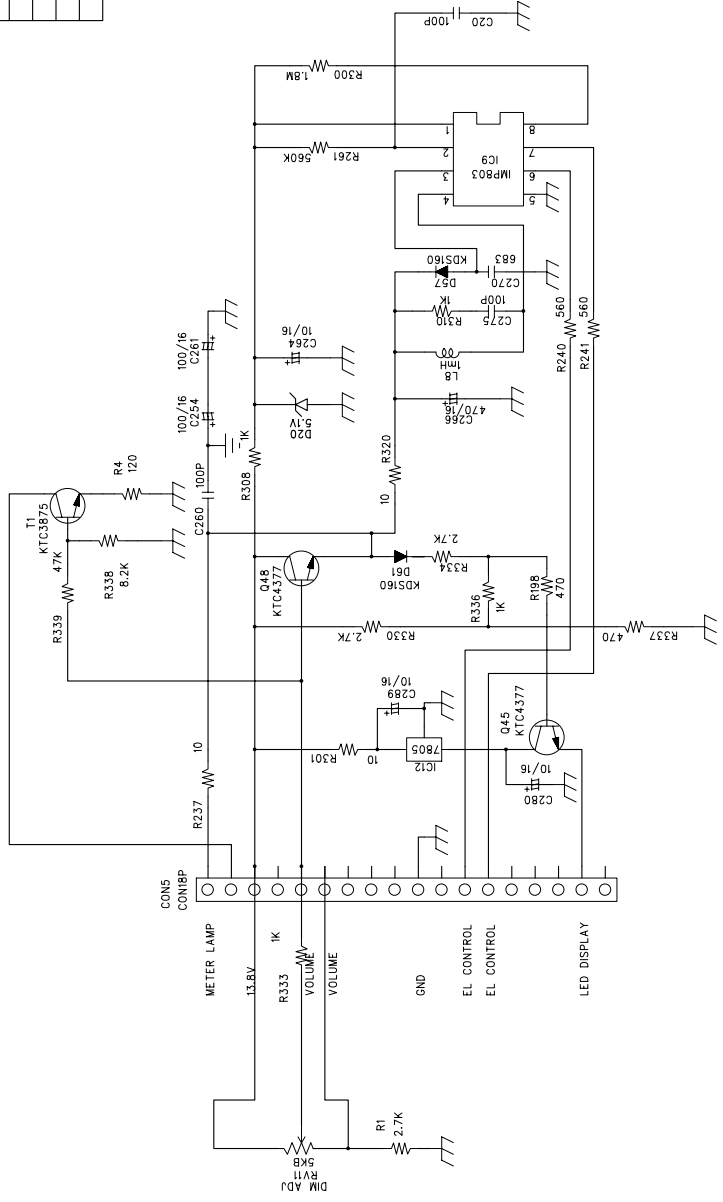 C20
100P
R300
1.8M
R261
560K
1
2
3
4
8
7
6
5
IMP803
IC9
KDS160
D57
683
C270
1K
R310
100P
C275
1mH
L8
470/16
C266
R240
560
R241
560
100/16
C261
100/16
C254
10/16
C264
5.1V
D20
1K
R308
R320
10
100P
C260
T1
KTC3875
R4
120
47K
R339
R338
8.2K
Q48
KTC4377
D61
KDS160
2.7K
R334
R336
1K
R198
470
2.7K
R330
470
R337
10/16
C289
R301
10
7805
IC12
Q45
KTC4377
10/16
C280
10
R237
CON5
CON18P
METER LAMP
13.8V
1K
R333
VOLUME
VOLUME
GND
EL CONTROL
EL CONTROL
LED DISPLAY
DIM ADJ
RV11
5KB
R1
2.7K